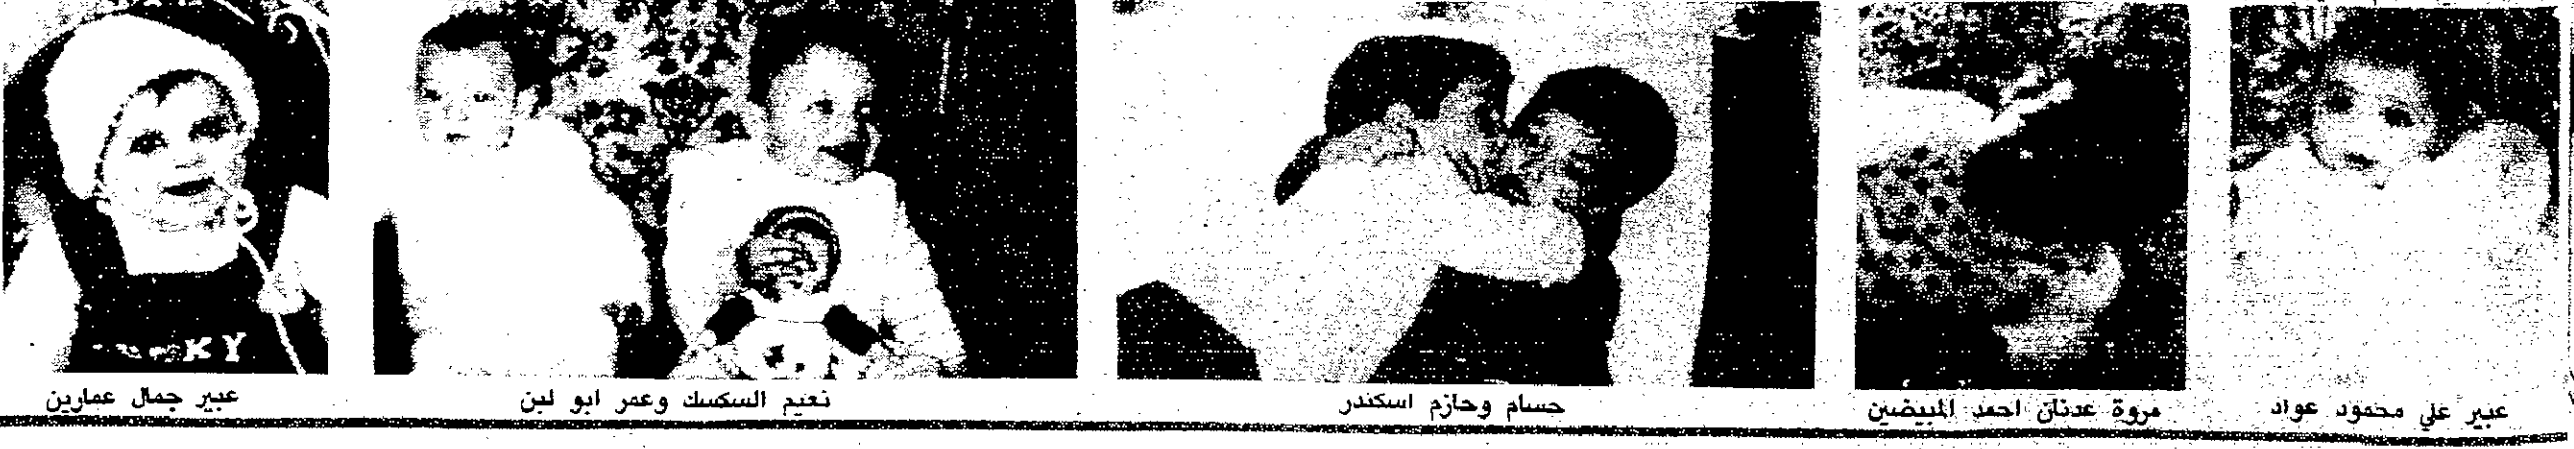 عبير علي محمود عواد
مروة عدنان احمد المبيضين
حسام وحازم اسكندر
نعيم السكسك وعمر ابو لبن
عبير جمال عمارين
KY